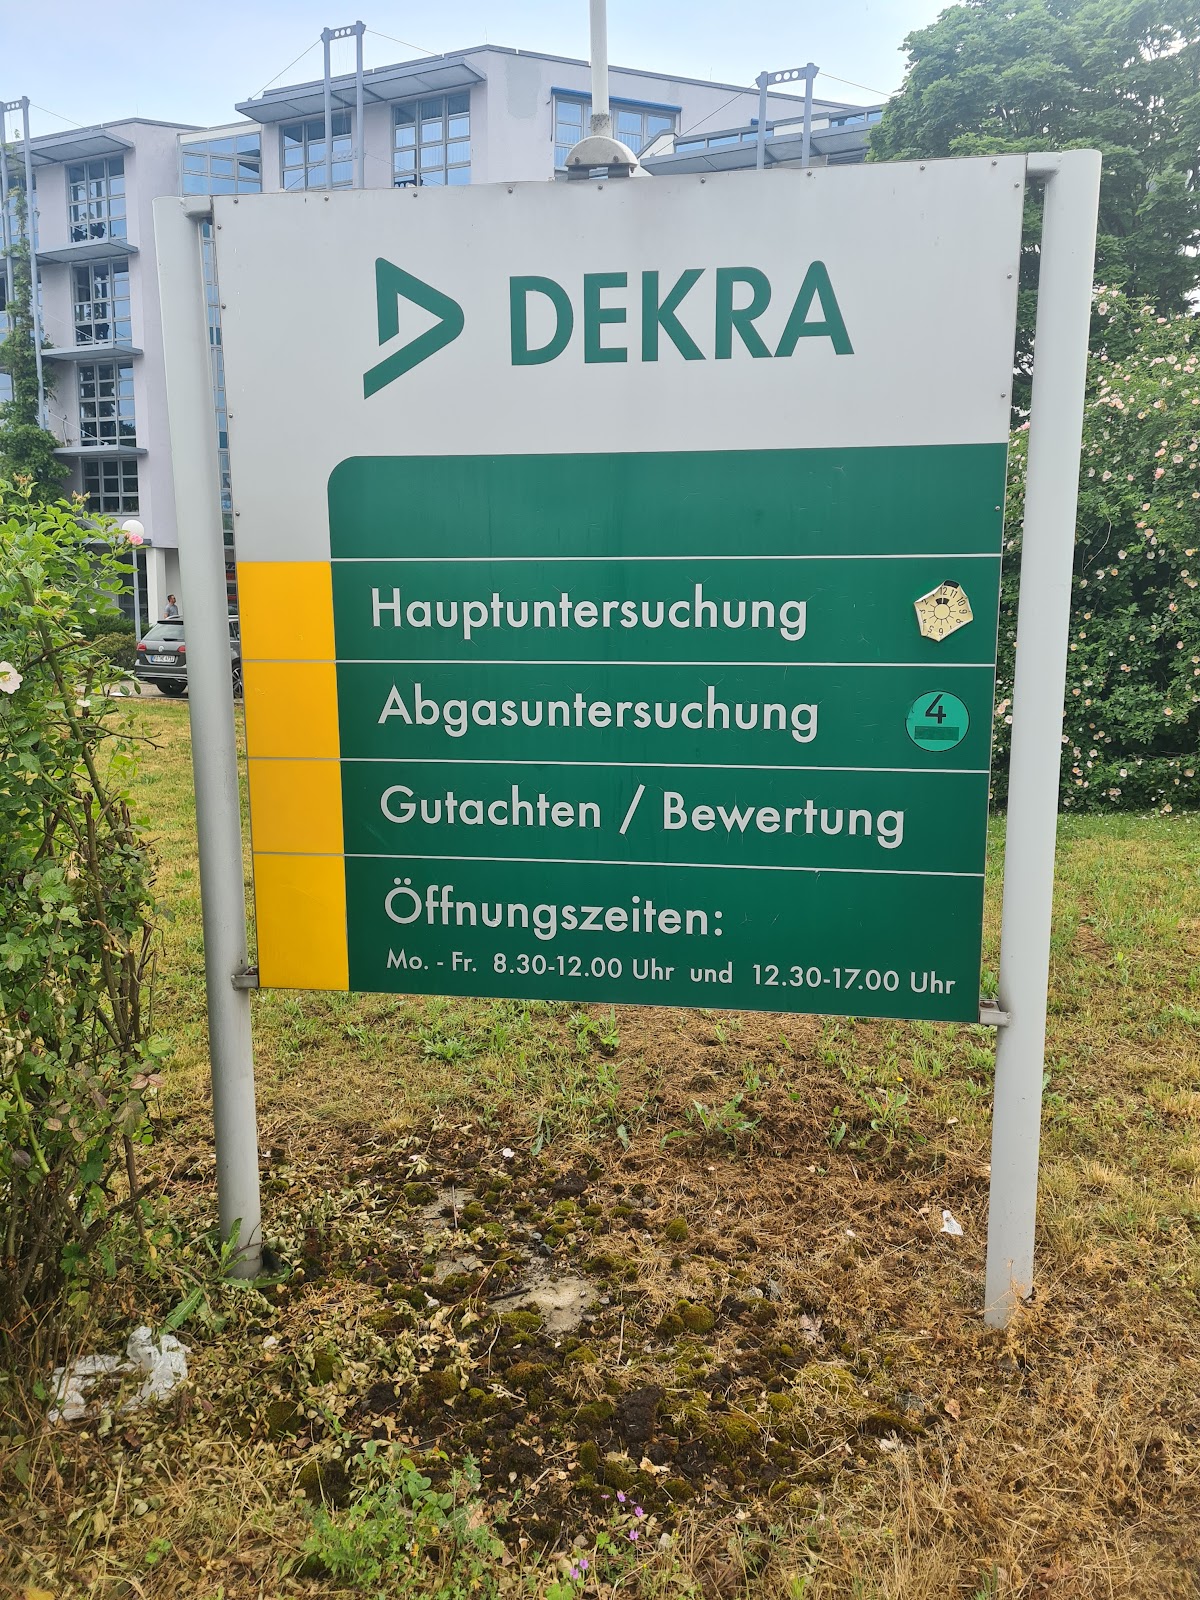 DEKRA
Hauptuntersuchung
Abgasuntersuchung
4
Gutachten / Bewertung
Öffnungszeiten:
Mo. - Fr. 8.30-12.00 Uhr und 12.30-17.00 Uhr